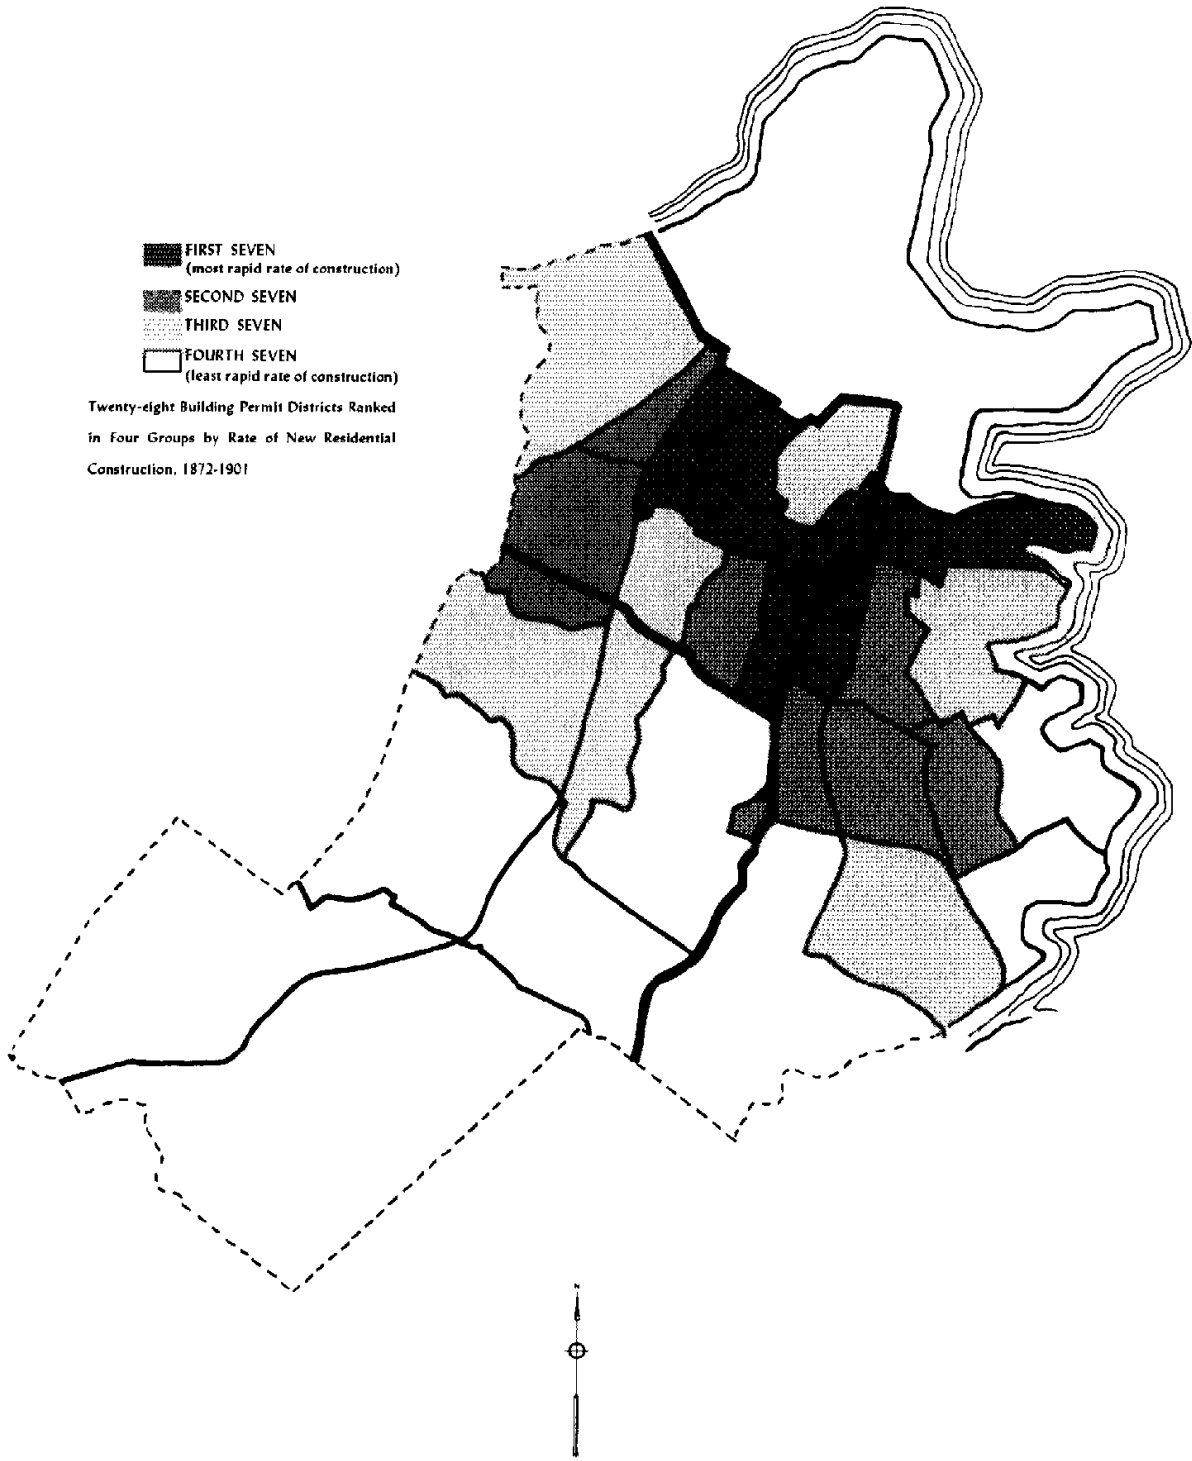 FIRST SEVEN
(most rapid rate of construction)
SECOND SEVEN
THIRD SEVEN
FOURTH SEVEN
(least rapid rate of construction)
Twenty-eight Building Permit Districts Ranked
in Four Groups by Rate of New Residential
Construction, 1872-1901
N